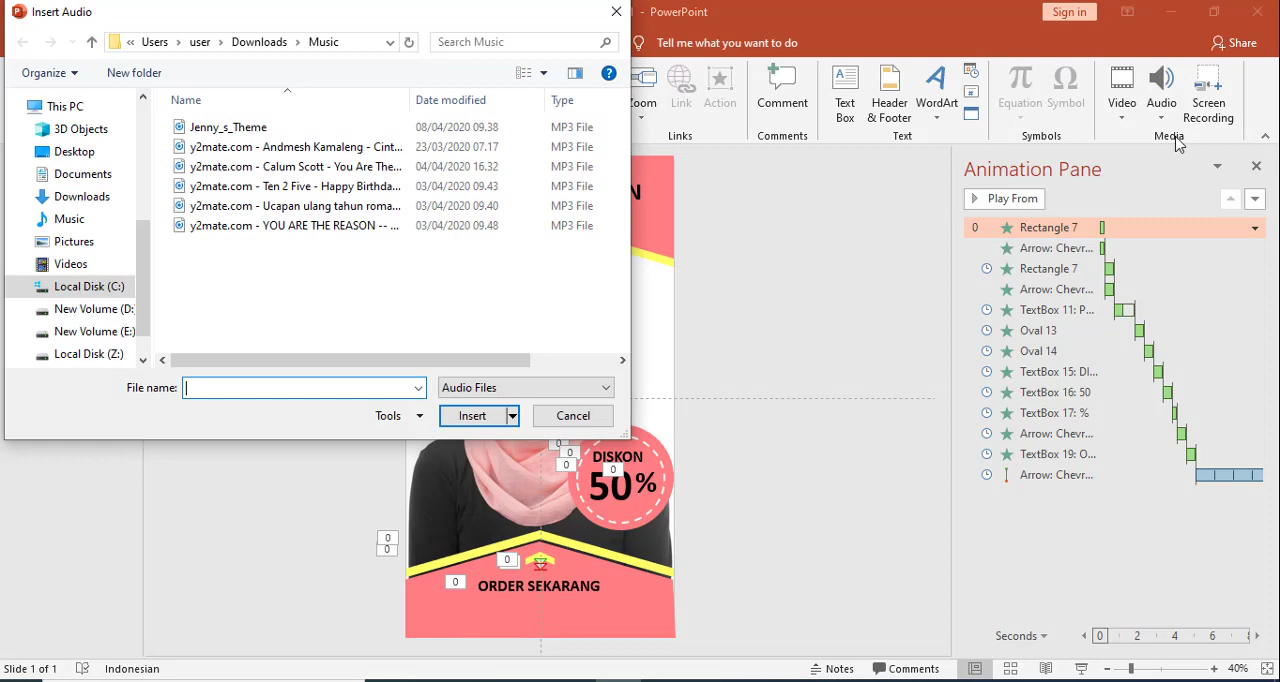 Insert Audio
- PowerPoint
Sign in
« Users > user > Downloads > Music
Search Music
Tell me what you want to do
Share
Organize
New folder
Zoom
Link
Action
Comment
Text Box
Header & Footer
WordArt
Equation
Symbol
Video
Audio
Screen Recording
Links
Comments
Text
Symbols
Media
This PC
3D Objects
Desktop
Documents
Downloads
Music
Pictures
Videos
Local Disk (C:)
New Volume (D:
New Volume (E:)
Local Disk (Z:)
Name Date modified Type
Jenny_s_Theme 08/04/2020 09.38 MP3 File
y2mate.com - Andmesh Kamaleng - Cint... 23/03/2020 07.17 MP3 File
y2mate.com - Calum Scott - You Are The... 04/04/2020 16.32 MP3 File
y2mate.com - Ten 2 Five - Happy Birthda... 03/04/2020 09.43 MP3 File
y2mate.com - Ucapan ulang tahun roma... 03/04/2020 09.40 MP3 File
y2mate.com - YOU ARE THE REASON -- ... 03/04/2020 09.48 MP3 File
File name:
Audio Files
Tools
Insert
Cancel
N
DISKON
50%
0
0
0
0
0
0
0
0
ORDER SEKARANG
Animation Pane
Play From
0 Rectangle 7
Arrow: Chevr...
Rectangle 7
Arrow: Chevr...
TextBox 11: P...
Oval 13
Oval 14
TextBox 15: DI...
TextBox 16: 50
TextBox 17: %
Arrow: Chevr...
TextBox 19: O...
Arrow: Chevr...
Seconds
0 2 4 6
Slide 1 of 1
Indonesian
Notes
Comments
40%